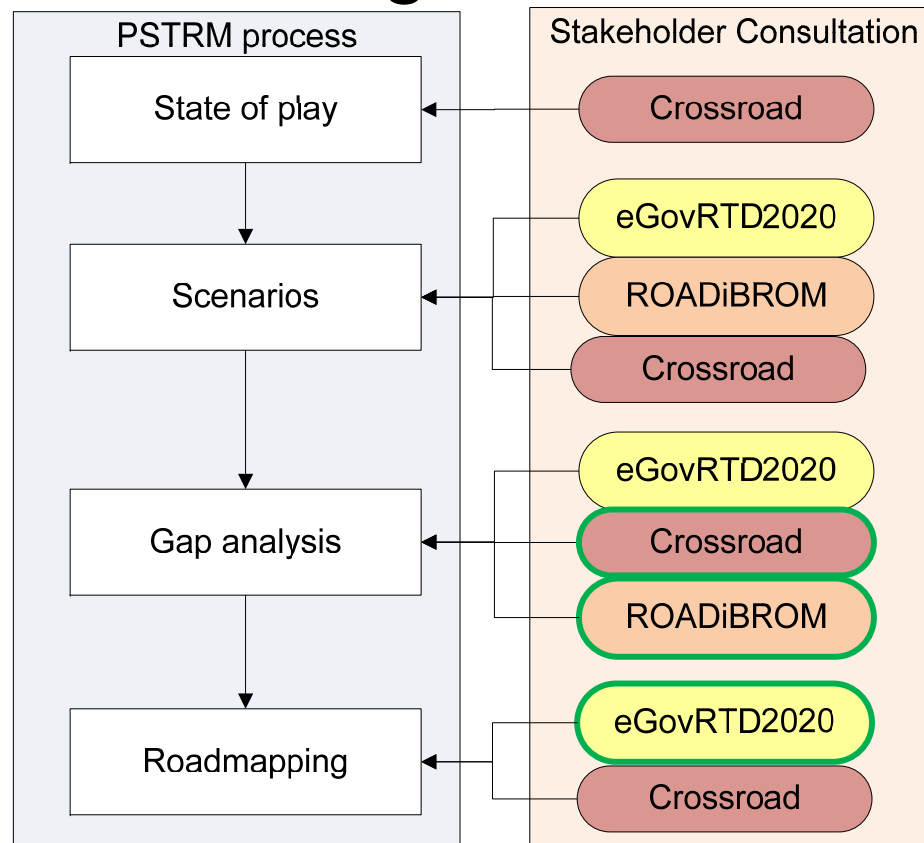 PSTRM process
Stakeholder Consultation
State of play
Crossroad
eGovRTD2020
Scenarios
ROADiBROM
Crossroad
eGovRTD2020
Gap analysis
Crossroad
ROADiBROM
eGovRTD2020
Roadmapping
Crossroad